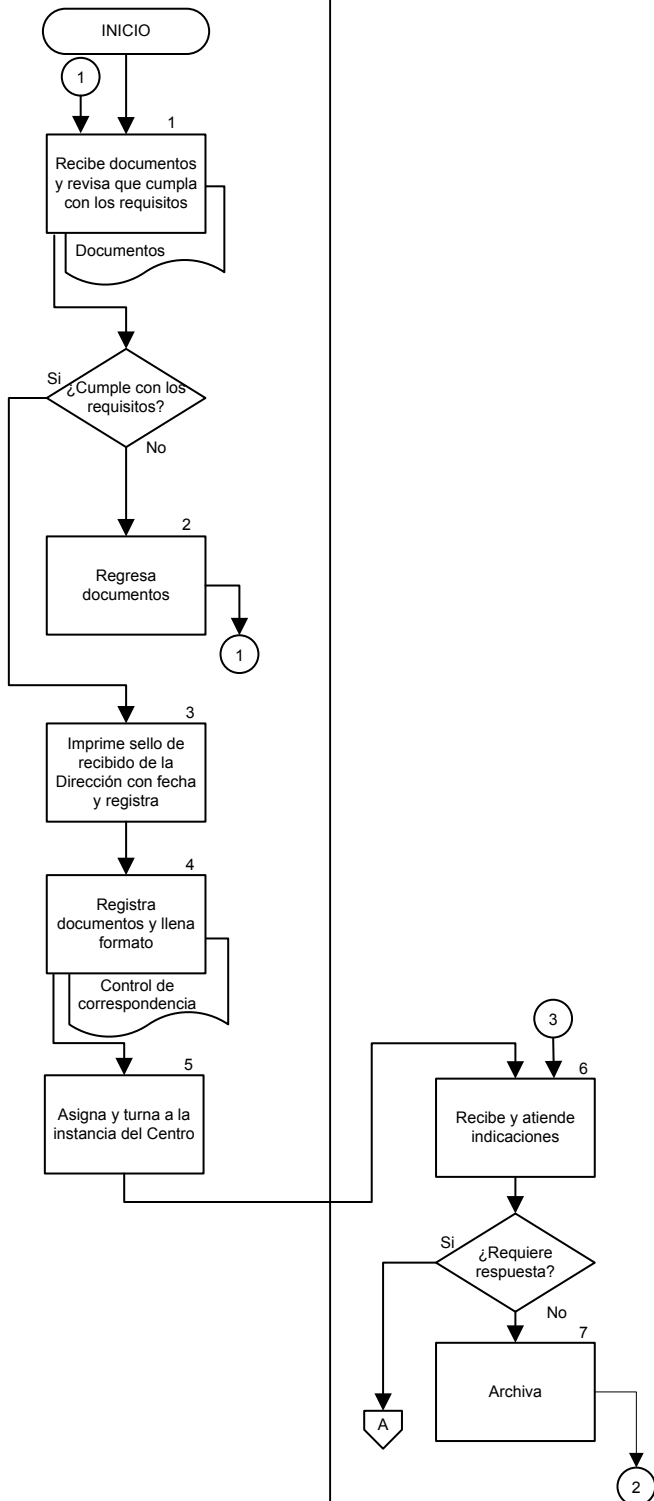 INICIO
1
1
Recibe documentos
y revisa que cumpla
con los requisitos
Documentos
Si
¿Cumple con los
requisitos?
No
2
Regresa
documentos
1
3
Imprime sello de
recibido de la
Dirección con fecha
y registra
4
Registra
documentos y llena
formato
Control de
correspondencia
5
Asigna y turna a la
instancia del Centro
3
6
Recibe y atiende
indicaciones
Si
¿Requiere
respuesta?
No
7
Archiva
A
2